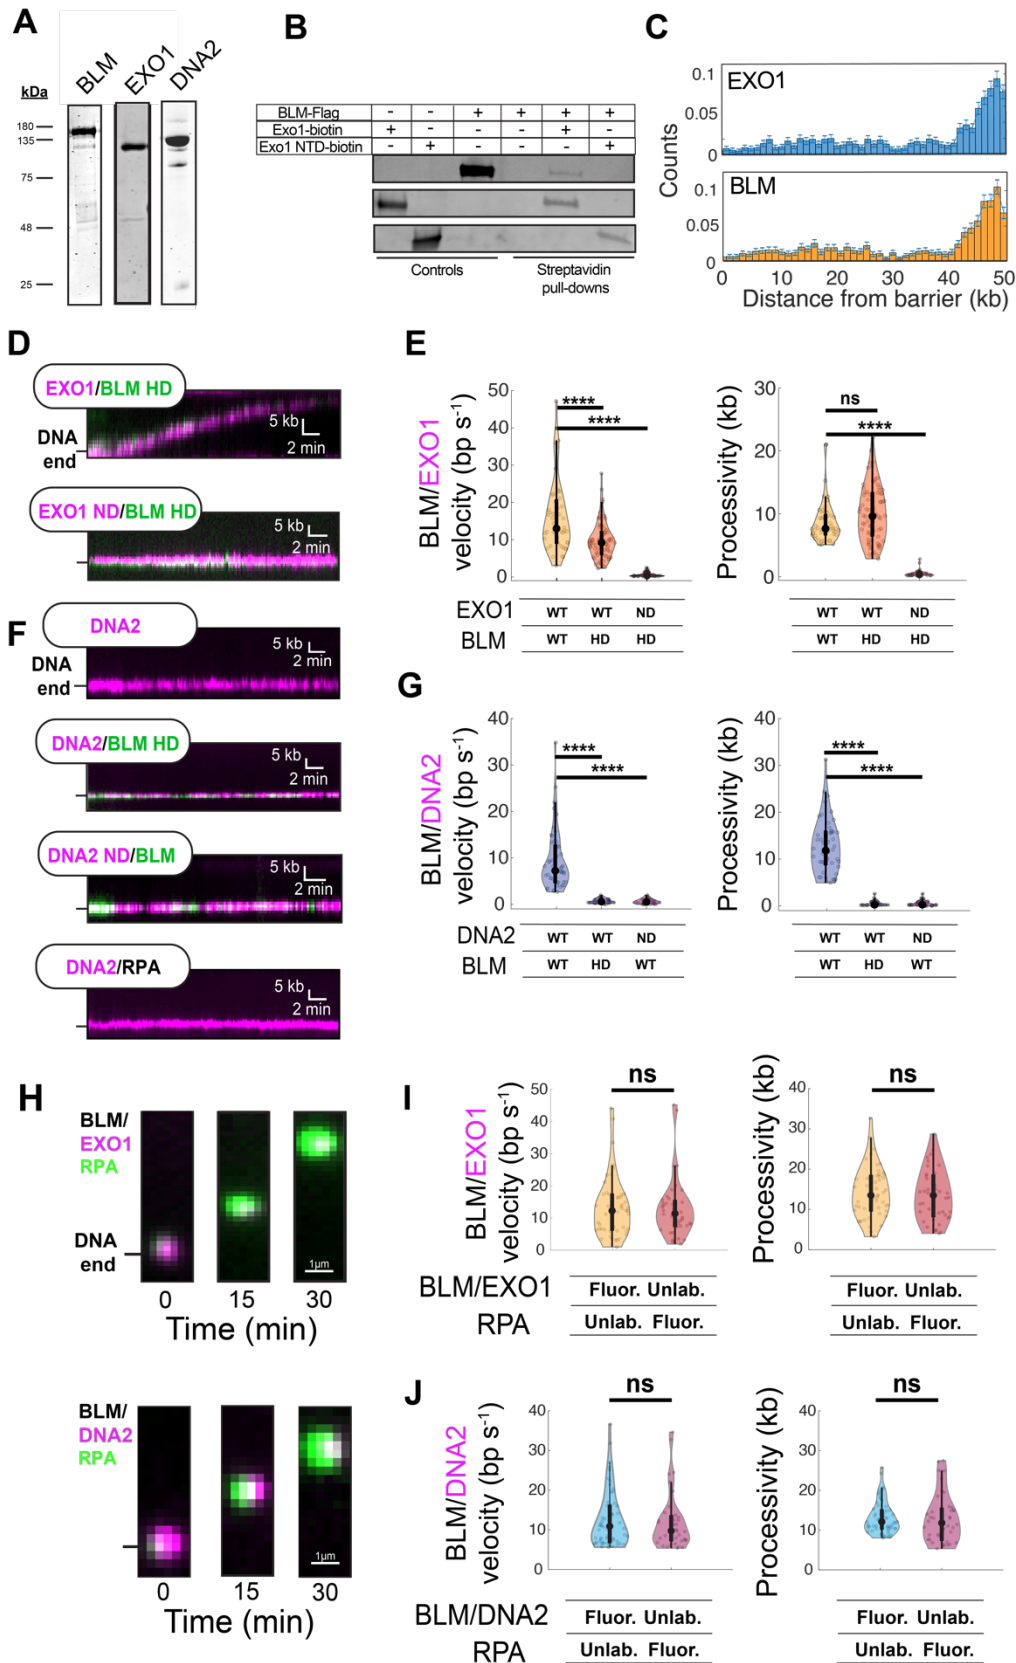 A
BLM
EXO1
DNA2
kDa
180
135
75
48
25
B
BLM-Flag - - + + + +
Exo1-biotin + - - - + -
Exo1 NTD-biotin - + - - - +
Controls
Streptavidin
pull-downs
C
EXO1
0.1
0.05
0
Counts
BLM
0.1
0.05
0
0 10 20 30 40 50
Distance from barrier (kb)
D
EXO1/BLM HD
DNA
end
5 kb
2 min
EXO1 ND/BLM HD
5 kb
2 min
E
BLM/EXO1
velocity (bp s⁻¹)
50
40
30
20
10
0
****
****
EXO1 WT WT ND
BLM WT HD HD
Processivity (kb)
30
20
10
0
ns
****
WT WT ND
WT HD HD
F
DNA2
DNA
end
5 kb
2 min
DNA2/BLM HD
5 kb
2 min
DNA2 ND/BLM
5 kb
2 min
DNA2/RPA
5 kb
2 min
G
BLM/DNA2
velocity (bp s⁻¹)
40
30
20
10
0
****
****
DNA2 WT WT ND
BLM WT HD WT
Processivity (kb)
40
30
20
10
0
****
****
WT WT ND
WT HD WT
H
BLM/
EXO1
RPA
DNA
end
1µm
0 15 30
Time (min)
BLM/
DNA2
RPA
1µm
0 15 30
Time (min)
I
BLM/EXO1
velocity (bp s⁻¹)
50
40
30
20
10
0
ns
BLM/EXO1 Fluor. Unlab.
RPA Unlab. Fluor.
Processivity (kb)
40
30
20
10
0
ns
Fluor. Unlab.
Unlab. Fluor.
J
BLM/DNA2
velocity (bp s⁻¹)
40
30
20
10
0
ns
BLM/DNA2 Fluor. Unlab.
RPA Unlab. Fluor.
Processivity (kb)
40
30
20
10
0
ns
Fluor. Unlab.
Unlab. Fluor.